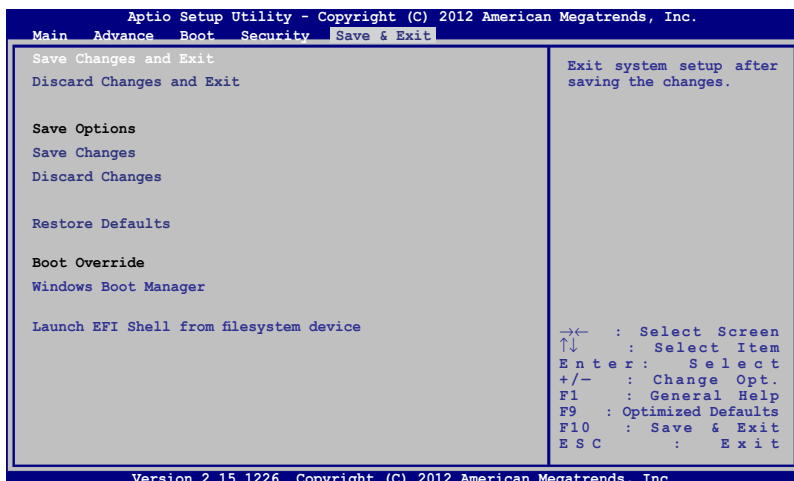 Aptio Setup Utility - Copyright (C) 2012 American Megatrends, Inc.
Main Advance Boot Security Save & Exit
Save Changes and Exit
Discard Changes and Exit
Save Options
Save Changes
Discard Changes
Restore Defaults
Boot Override
Windows Boot Manager
Launch EFI Shell from filesystem device
Exit system setup after
saving the changes.
→← : Select Screen
↑↓ : Select Item
Enter: Select
+/— : Change Opt.
F1 : General Help
F9 : Optimized Defaults
F10 : Save & Exit
ESC : Exit
Version 2.15.1226. Copyright (C) 2012 American Megatrends, Inc.